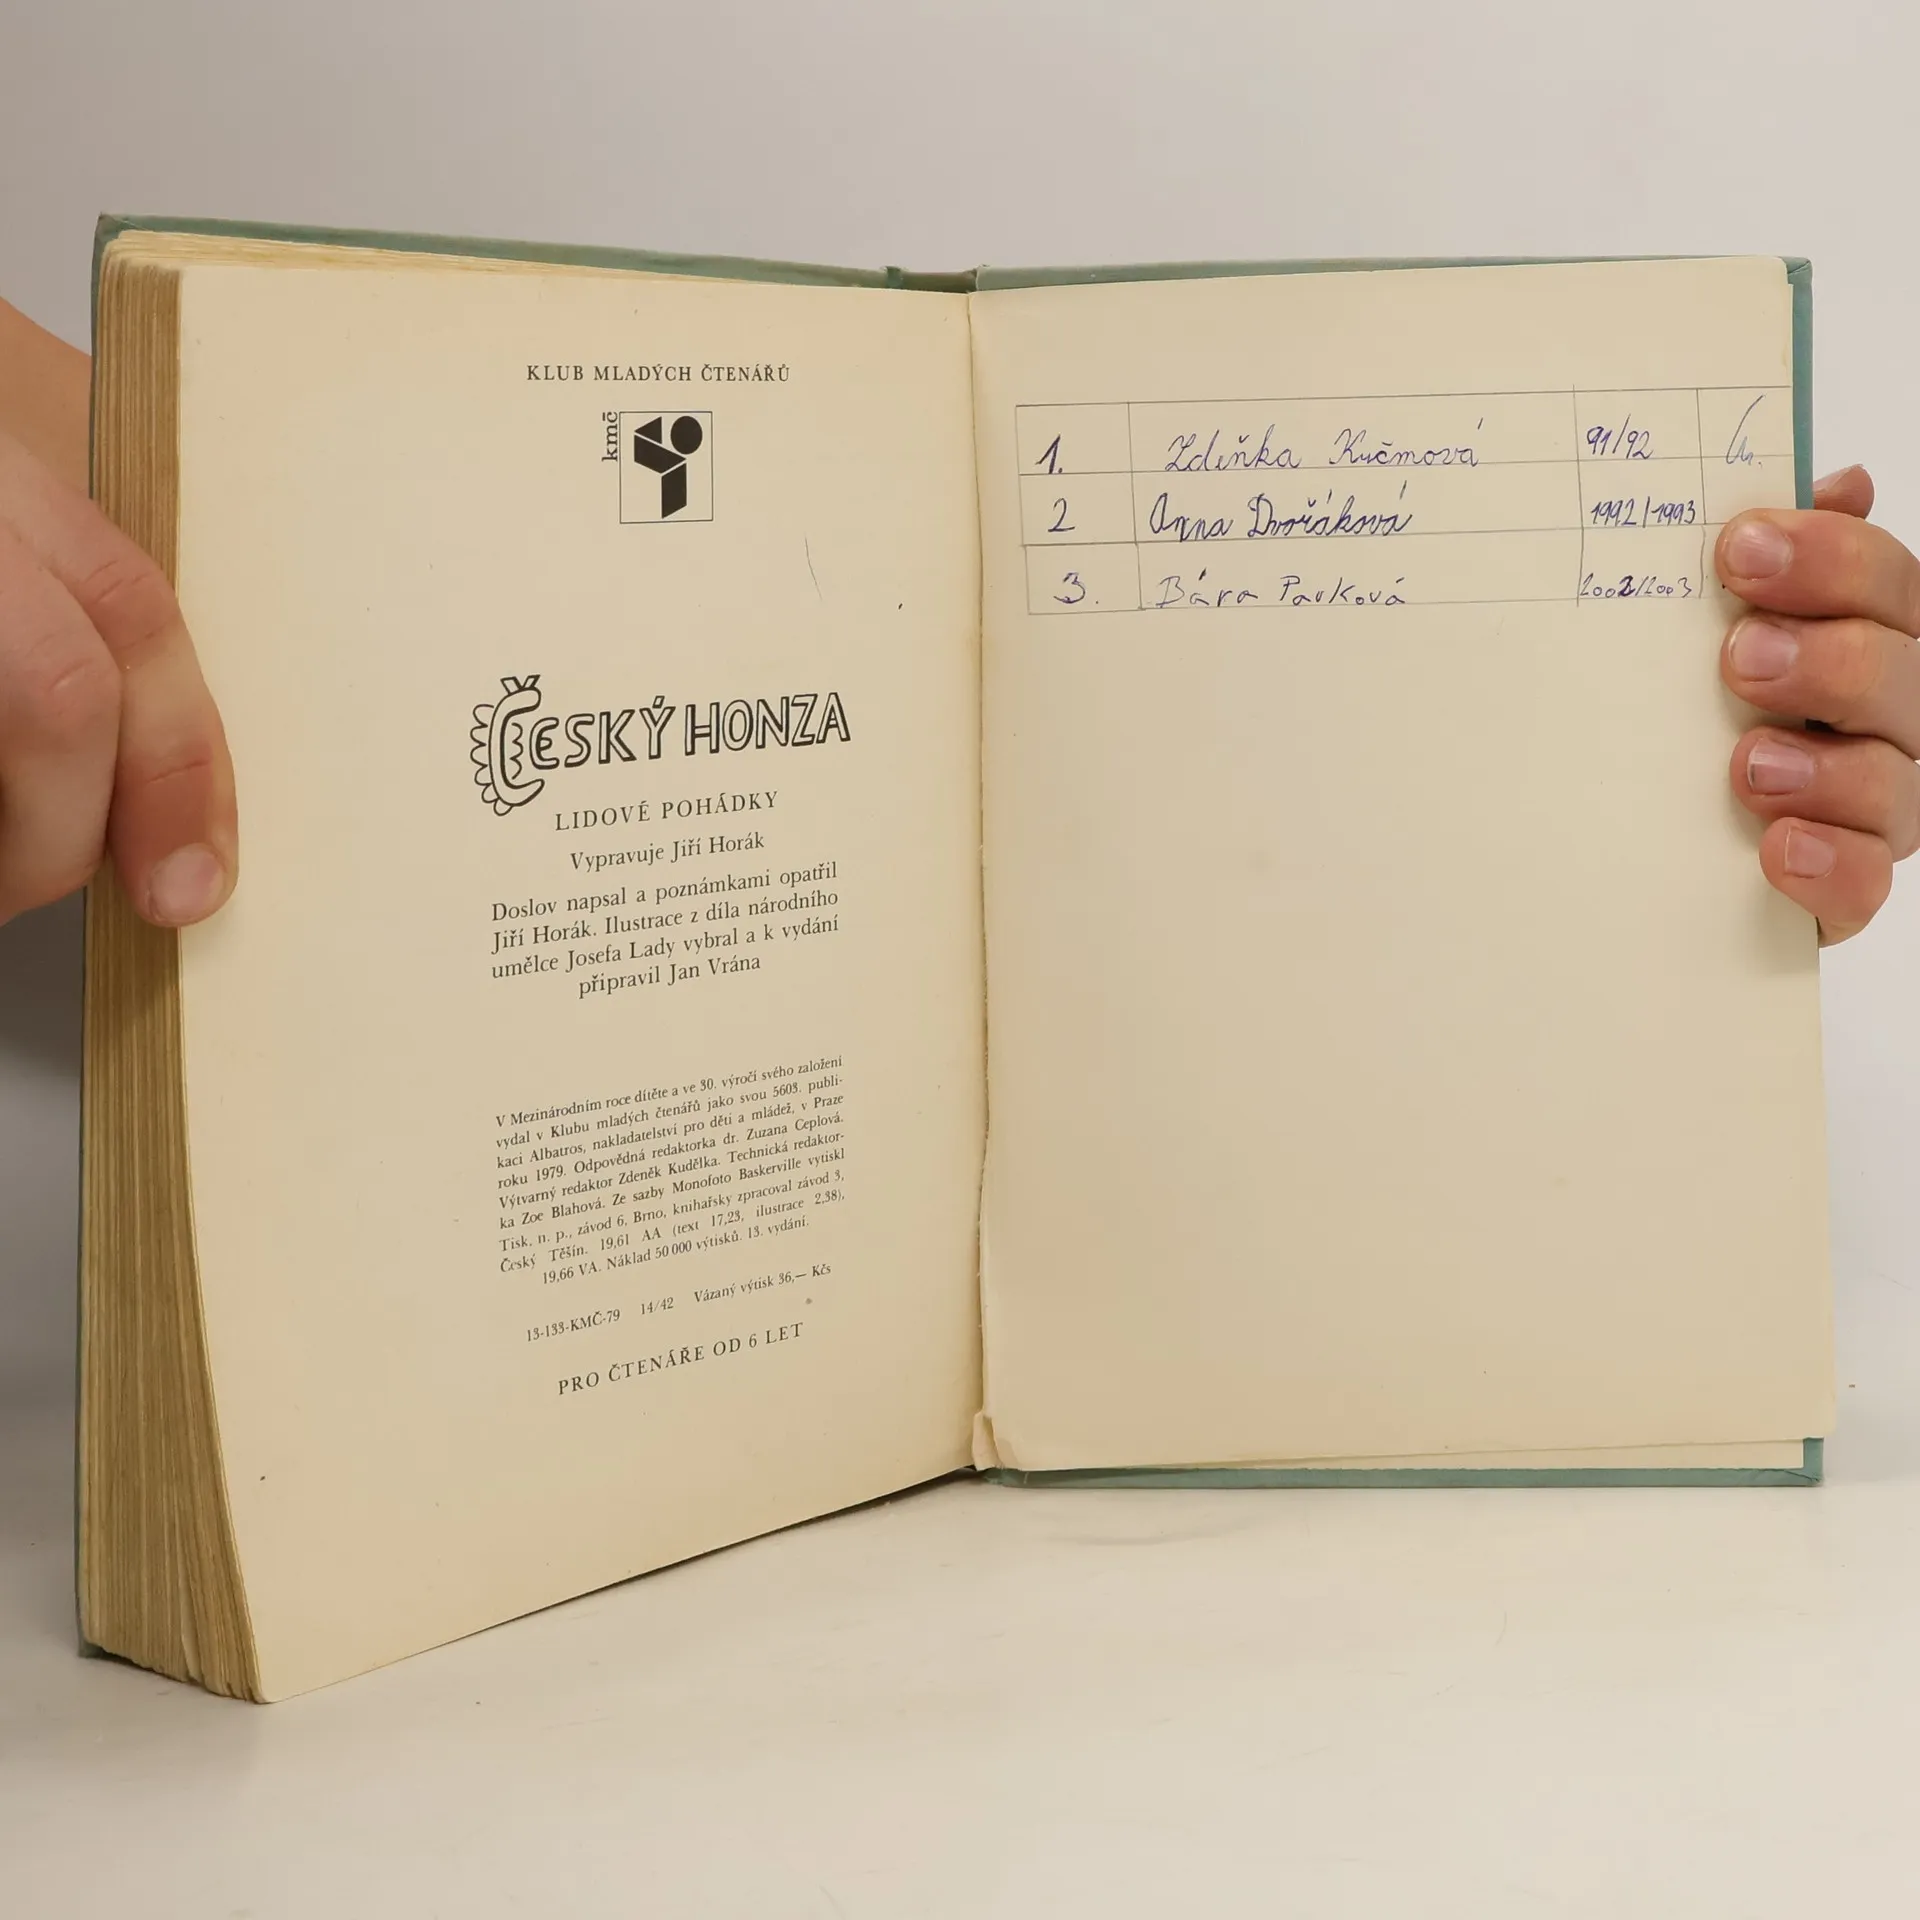 KLUB MLADÝCH ČTENÁŘŮ
kmč
ČESKÝ HONZA
LIDOVÉ POHÁDKY
Vypravuje Jiří Horák
Doslov napsal a poznámkami opatřil
Jiří Horák. Ilustrace z díla národního
umělce Josefa Lady vybral a k vydání
připravil Jan Vrána
V Mezinárodním roce dítěte a ve 30. výročí svého založení
vydal v Klubu mladých čtenářů jako svou 5603. publi-
kaci Albatros, nakladatelství pro děti a mládež, v Praze
roku 1979. Odpovědná redaktorka dr. Zuzana Ceplová.
Výtvarný redaktor Zdeněk Kudělka. Technická redaktor-
ka Zoe Blahová. Ze sazby Monofoto Baskerville vytiskl
Tisk, n. p., závod 6, Brno, knihařsky zpracoval závod 3,
Český Těšín. 19,61 AA (text 17,23, ilustrace 2,38),
19,66 VA. Náklad 50 000 výtisků. 13. vydání.
13-133-KMČ-79 14/42 Vázaný výtisk 36,— Kčs
PRO ČTENÁŘE OD 6 LET
1. Zdeňka Kučmová 91/92
2 Anna Dvořáková 1992/1993
3. Bára Pavková 2002/2003